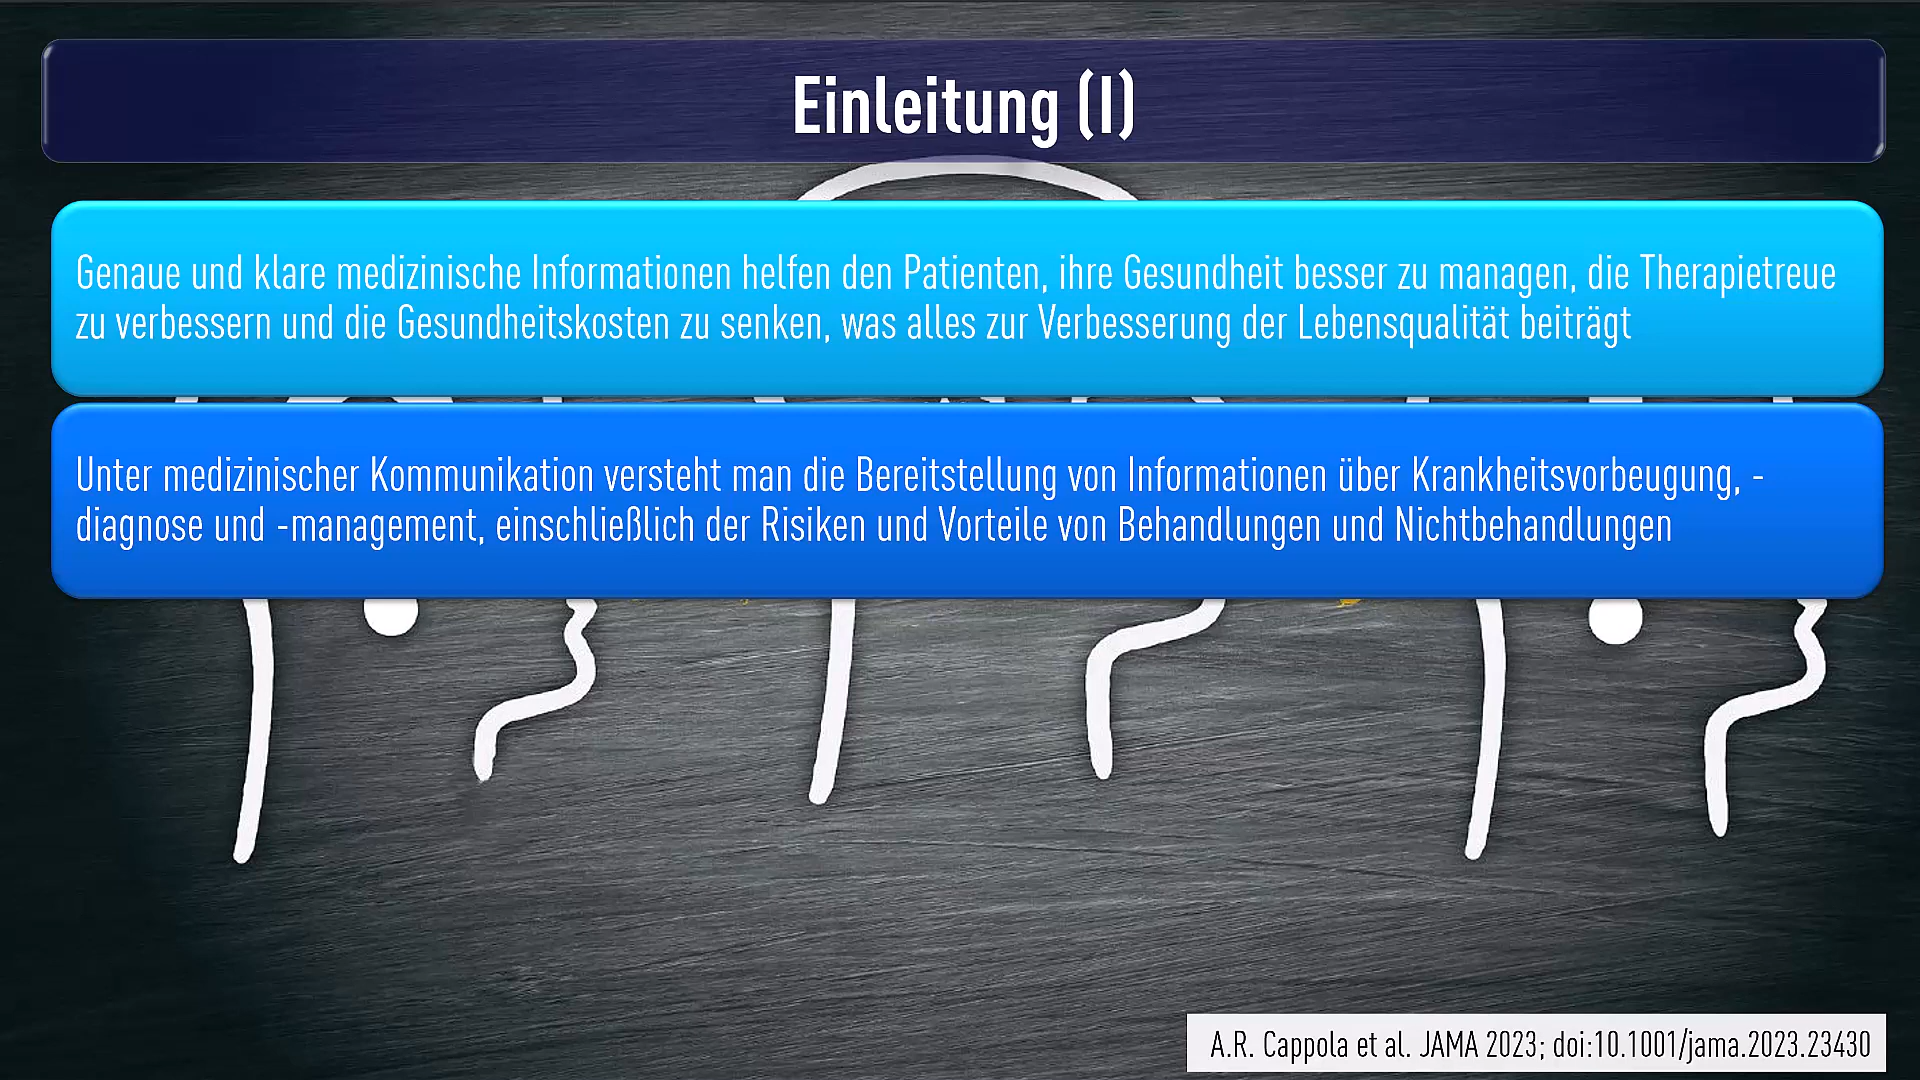 Einleitung (I)
Genaue und klare medizinische Informationen helfen den Patienten, ihre Gesundheit besser zu managen, die Therapietreue
zu verbessern und die Gesundheitskosten zu senken, was alles zur Verbesserung der Lebensqualität beiträgt
Unter medizinischer Kommunikation versteht man die Bereitstellung von Informationen über Krankheitsvorbeugung, -
diagnose und -management, einschließlich der Risiken und Vorteile von Behandlungen und Nichtbehandlungen
A.R. Cappola et al. JAMA 2023; doi:10.1001/jama.2023.23430